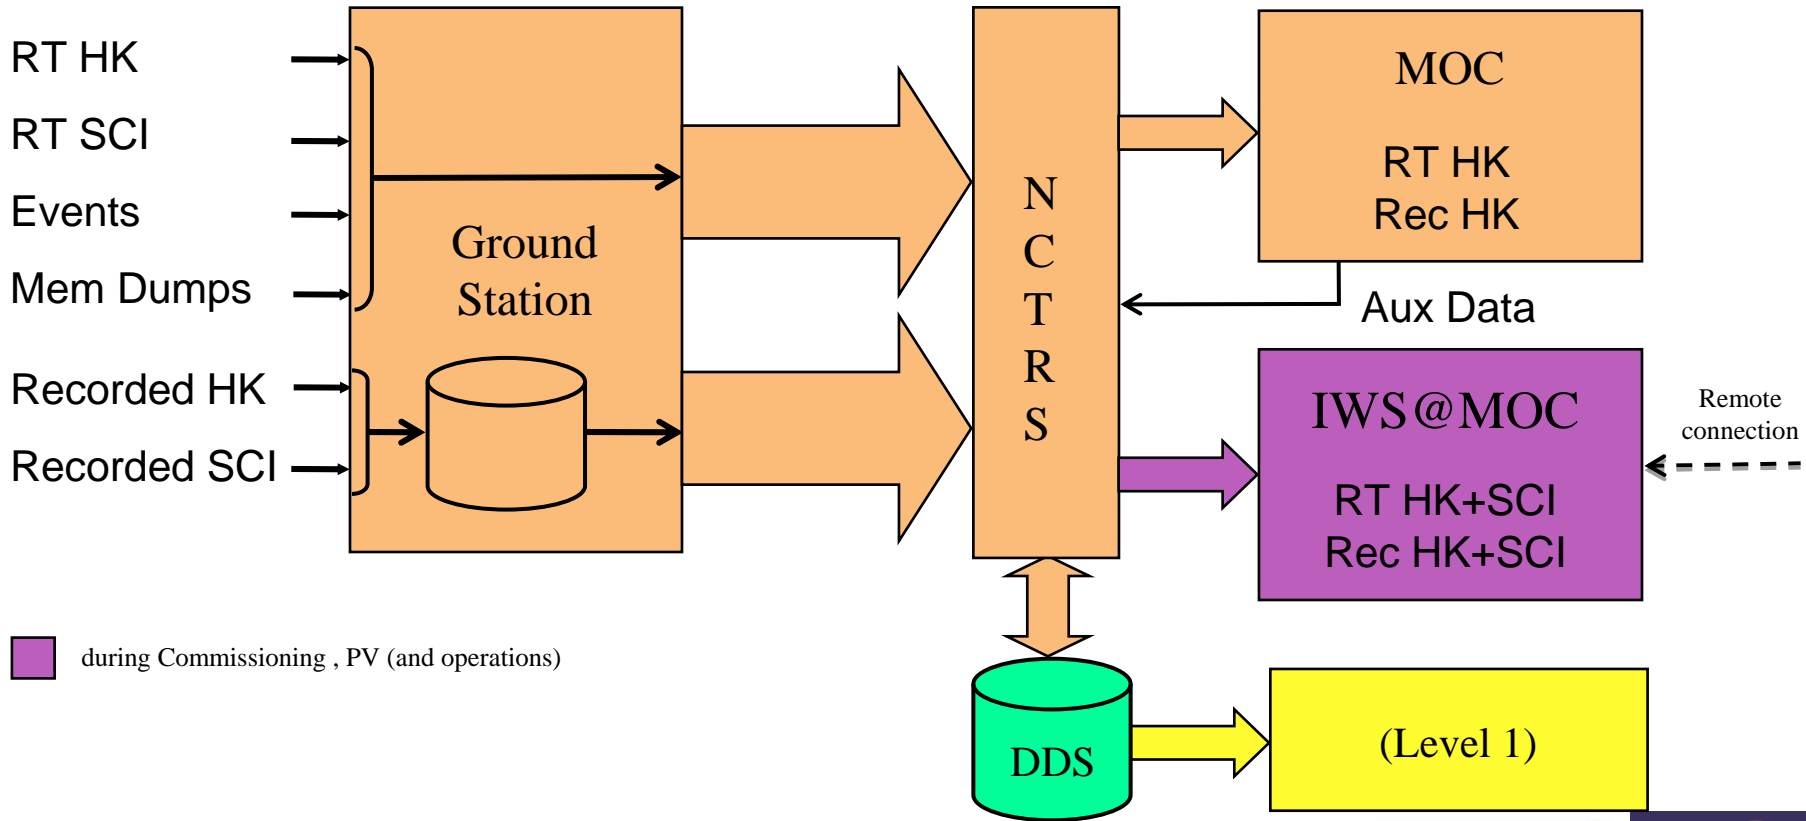 RT HK
RT SCI
Events
Mem Dumps
Recorded HK
Recorded SCI
Ground
Station
N
C
T
R
S
MOC
RT HK
Rec HK
Aux Data
IWS@MOC
RT HK+SCI
Rec HK+SCI
Remote
connection
during Commissioning , PV (and operations)
DDS
(Level 1)